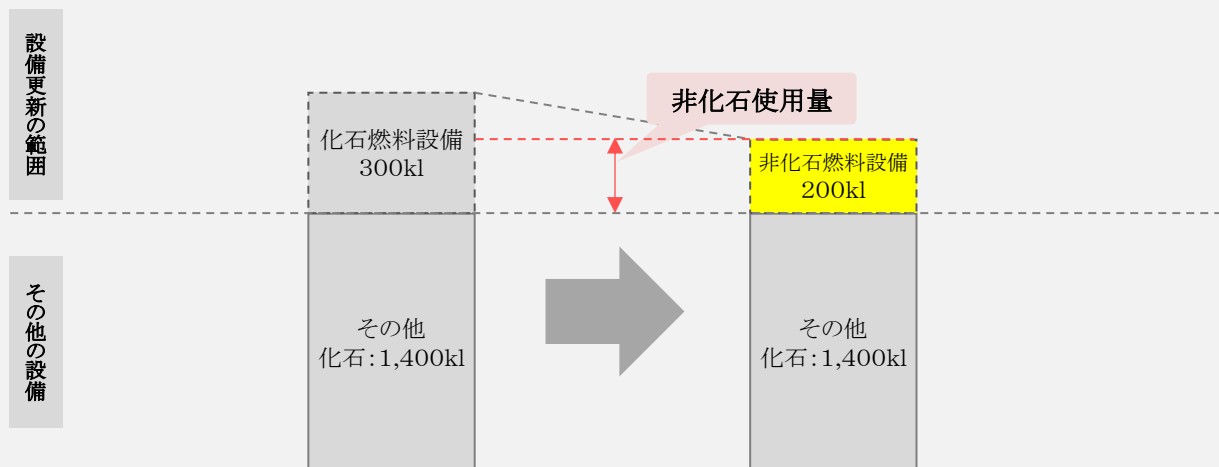 設備更新の範囲
非化石使用量
化石燃料設備
300kl
非化石燃料設備
200kl
その他の設備
その他
化石：1,400kl
その他
化石：1,400kl